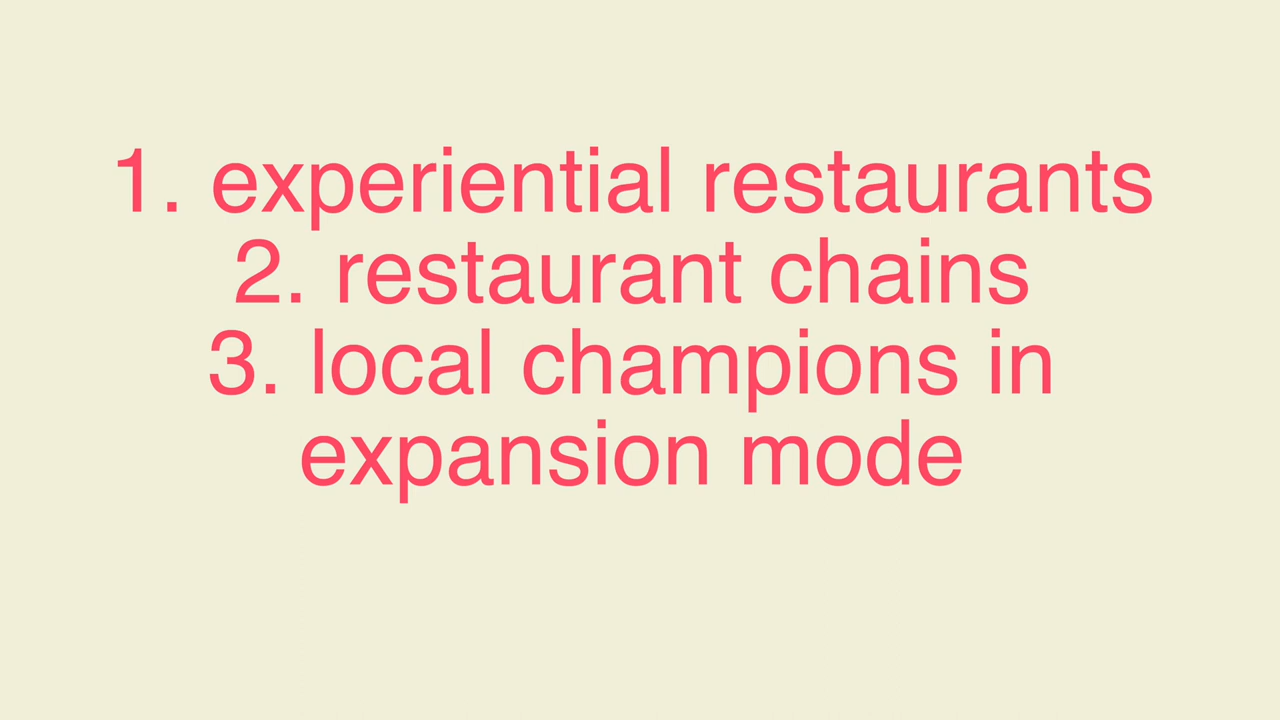 1. experiential restaurants
2. restaurant chains
3. local champions in
expansion mode